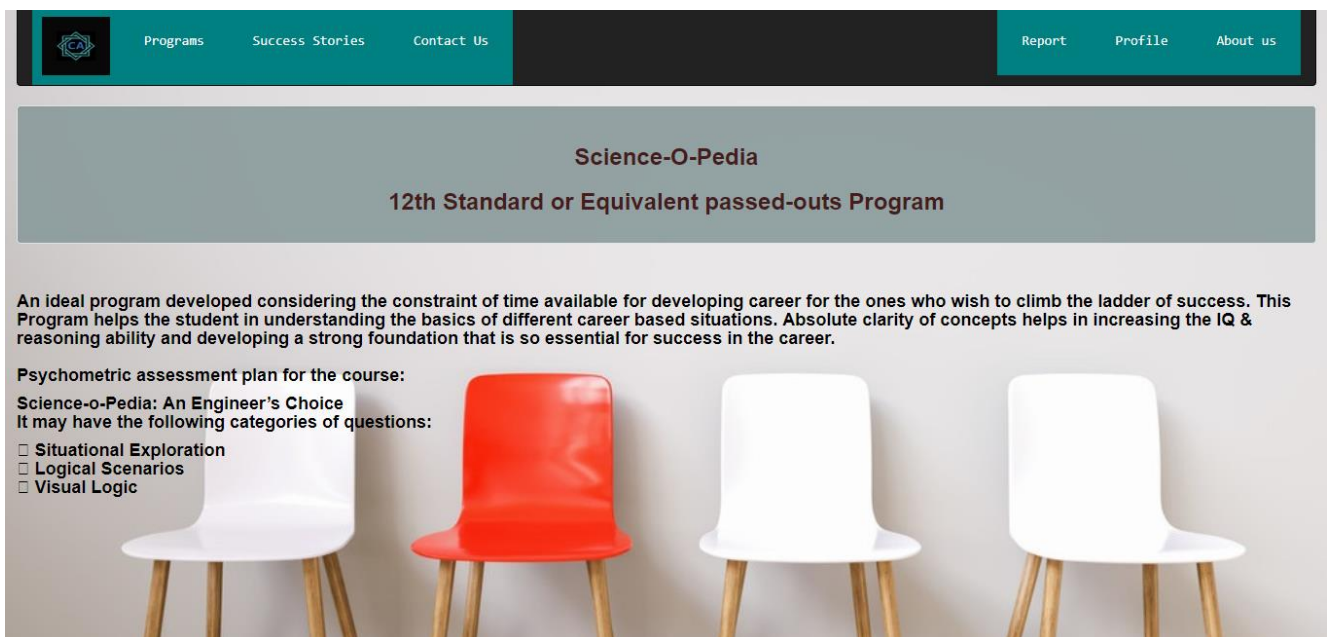 CA
Programs
Success Stories
Contact Us
Report
Profile
About us
Science-O-Pedia
12th Standard or Equivalent passed-outs Program
An ideal program developed considering the constraint of time available for developing career for the ones who wish to climb the ladder of success. This
Program helps the student in understanding the basics of different career based situations. Absolute clarity of concepts helps in increasing the IQ &
reasoning ability and developing a strong foundation that is so essential for success in the career.
Psychometric assessment plan for the course:
Science-o-Pedia: An Engineer’s Choice
It may have the following categories of questions:
▯ Situational Exploration
▯ Logical Scenarios
▯ Visual Logic